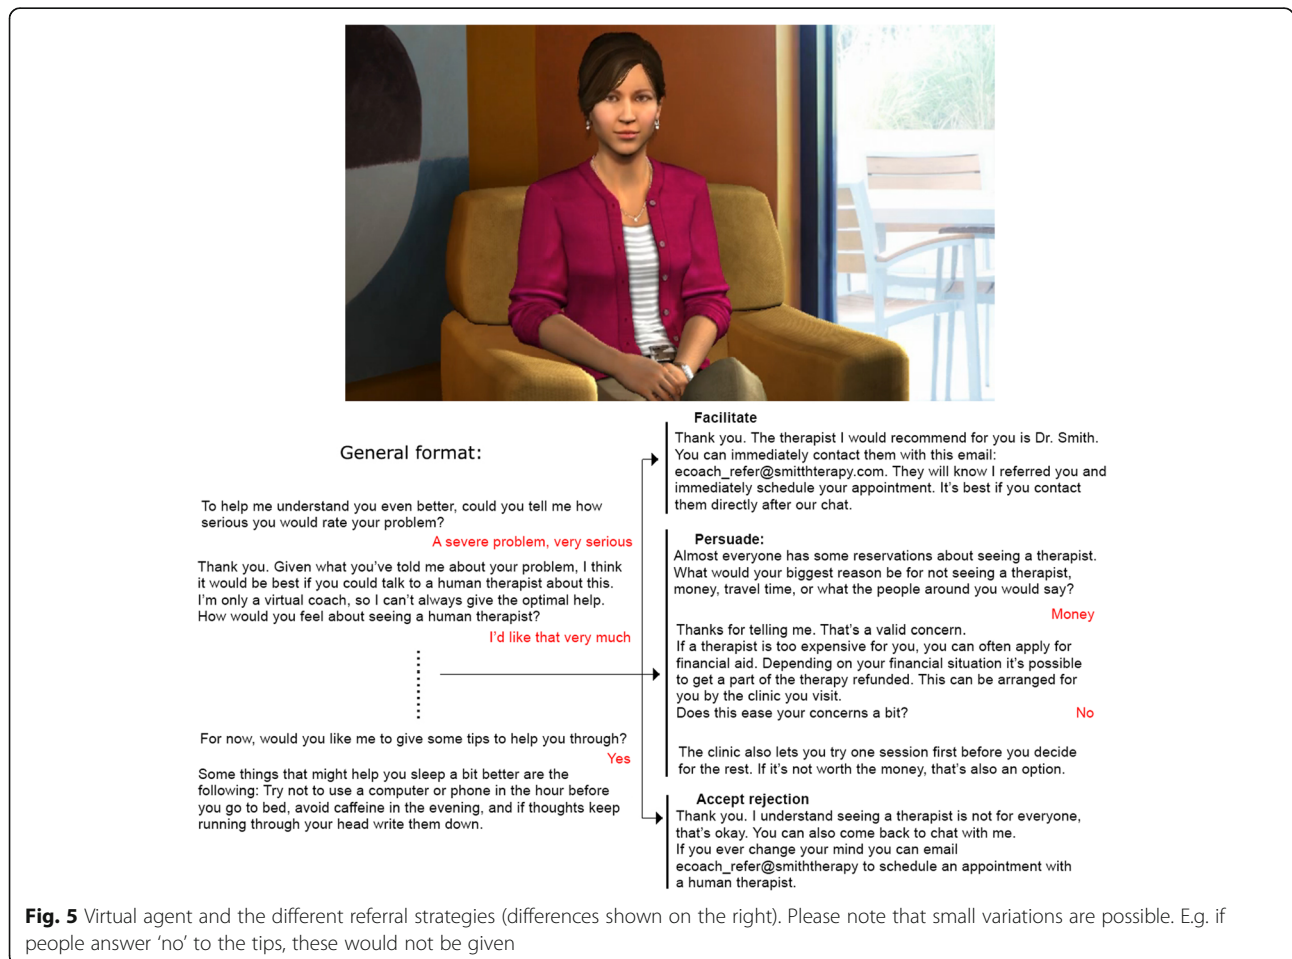 General format:
To help me understand you even better, could you tell me how
serious you would rate your problem?
A severe problem, very serious
Thank you. Given what you've told me about your problem, I think
it would be best if you could talk to a human therapist about this.
I'm only a virtual coach, so I can't always give the optimal help.
How would you feel about seeing a human therapist?
I'd like that very much
For now, would you like me to give some tips to help you through?
Yes
Some things that might help you sleep a bit better are the
following: Try not to use a computer or phone in the hour before
you go to bed, avoid caffeine in the evening, and if thoughts keep
running through your head write them down.
Facilitate
Thank you. The therapist I would recommend for you is Dr. Smith.
You can immediately contact them with this email:
ecoach_refer@smitthterapy.com. They will know I referred you and
immediately schedule your appointment. It's best if you contact
them directly after our chat.
Persuade:
Almost everyone has some reservations about seeing a therapist.
What would your biggest reason be for not seeing a therapist,
money, travel time, or what the people around you would say?
Money
Thanks for telling me. That's a valid concern.
If a therapist is too expensive for you, you can often apply for
financial aid. Depending on your financial situation it's possible
to get a part of the therapy refunded. This can be arranged for
you by the clinic you visit.
Does this ease your concerns a bit?
No
The clinic also lets you try one session first before you decide
for the rest. If it's not worth the money, that's also an option.
Accept rejection
Thank you. I understand seeing a therapist is not for everyone,
that's okay. You can also come back to chat with me.
If you ever change your mind you can email
ecoach_refer@smiththerapy to schedule an appointment with
a human therapist.
Fig. 5 Virtual agent and the different referral strategies (differences shown on the right). Please note that small variations are possible. E.g. if
people answer 'no' to the tips, these would not be given